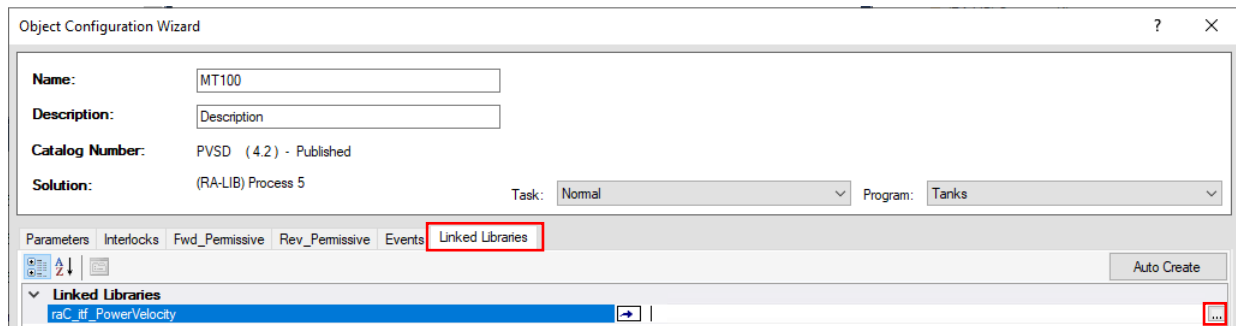 Object Configuration Wizard ? X
Name: MT100
Description: Description
Catalog Number: PVSD (4.2) - Published
Solution: (RA-LIB) Process 5 Task: Normal Program: Tanks
Parameters Interlocks Fwd_Permissive Rev_Permissive Events Linked Libraries
Auto Create
Linked Libraries
raC_itf_PowerVelocity ...